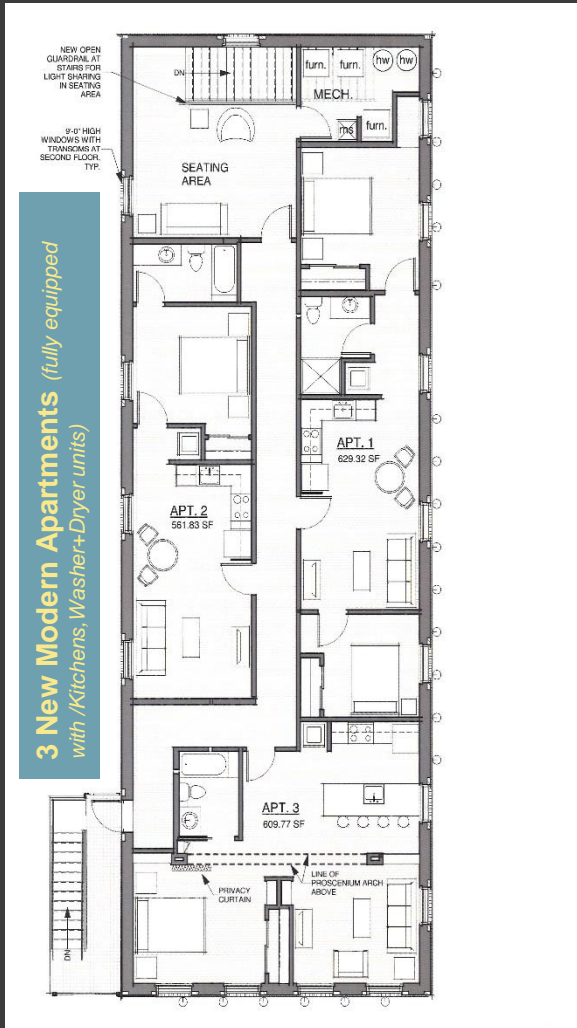 NEW OPEN
GUARDRAIL AT
STAIRS FOR
LIGHT SHARING
IN SEATING
AREA
DN
furn.
furn.
hw
hw
MECH.
ms
furn.
9'-0" HIGH
WINDOWS WITH
TRANSOMS AT
SECOND FLOOR,
TYP.
SEATING
AREA
3 New Modern Apartments (fully equipped
with /Kitchens,Washer+Dryer units)
APT. 1
629.32 SF
APT. 2
561.83 SF
APT. 3
609.77 SF
LINE OF
PROSCENIUM ARCH
ABOVE
PRIVACY
CURTAIN
DN